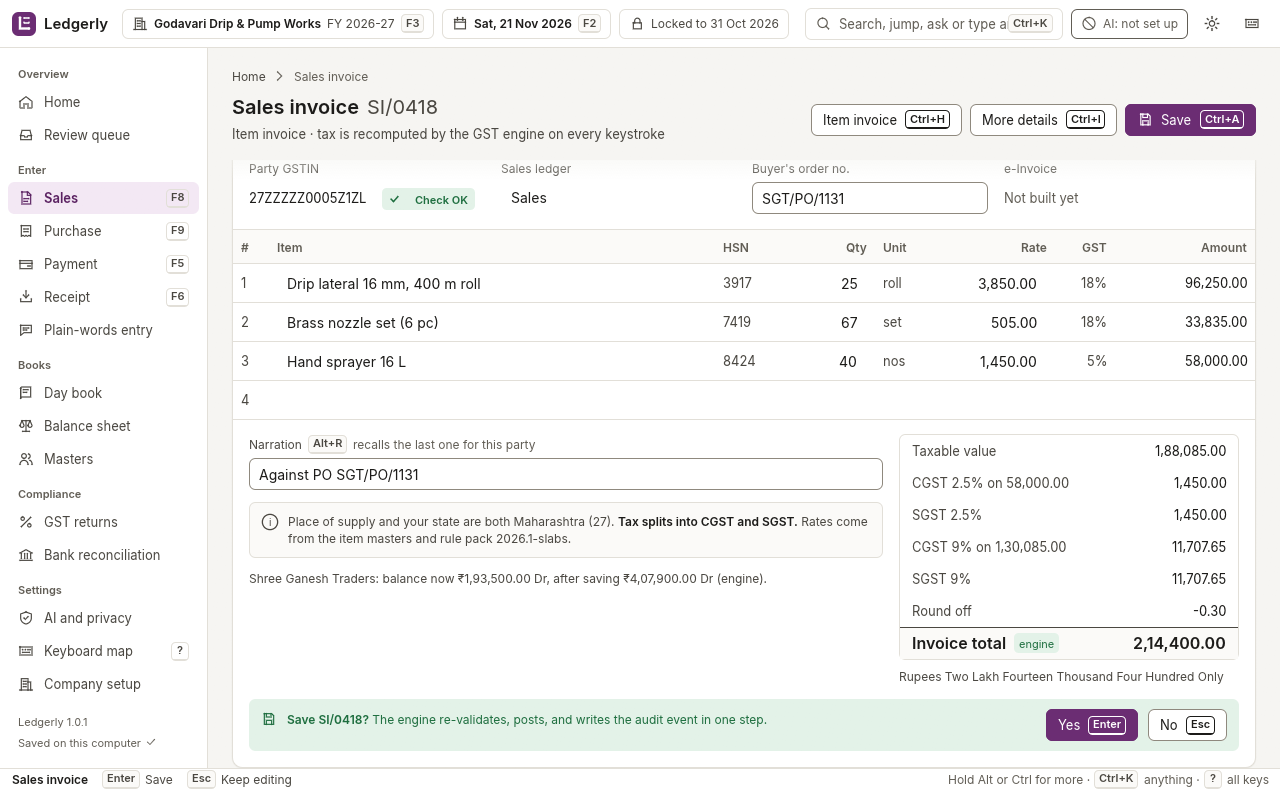 Ledgerly
Godavari Drip & Pump Works FY 2026-27 F3
Sat, 21 Nov 2026 F2
Locked to 31 Oct 2026
Search, jump, ask or type a Ctrl+K
AI: not set up
Overview
Home
Review queue
Enter
Sales F8
Purchase F9
Payment F5
Receipt F6
Plain-words entry
Books
Day book
Balance sheet
Masters
Compliance
GST returns
Bank reconciliation
Settings
AI and privacy
Keyboard map ?
Company setup
Ledgerly 1.0.1
Saved on this computer
Home Sales invoice
Sales invoice SI/0418
Item invoice · tax is recomputed by the GST engine on every keystroke
Item invoice Ctrl+H
More details Ctrl+I
Save Ctrl+A
Party GSTIN Sales ledger Buyer's order no. e-Invoice
27ZZZZZ0005Z1ZL Check OK Sales SGT/PO/1131 Not built yet
# Item HSN Qty Unit Rate GST Amount
1 Drip lateral 16 mm, 400 m roll 3917 25 roll 3,850.00 18% 96,250.00
2 Brass nozzle set (6 pc) 7419 67 set 505.00 18% 33,835.00
3 Hand sprayer 16 L 8424 40 nos 1,450.00 5% 58,000.00
4
Narration Alt+R recalls the last one for this party
Against PO SGT/PO/1131
Place of supply and your state are both Maharashtra (27). Tax splits into CGST and SGST. Rates come
from the item masters and rule pack 2026.1-slabs.
Shree Ganesh Traders: balance now ₹1,93,500.00 Dr, after saving ₹4,07,900.00 Dr (engine).
Taxable value 1,88,085.00
CGST 2.5% on 58,000.00 1,450.00
SGST 2.5% 1,450.00
CGST 9% on 1,30,085.00 11,707.65
SGST 9% 11,707.65
Round off -0.30
Invoice total engine 2,14,400.00
Rupees Two Lakh Fourteen Thousand Four Hundred Only
Save SI/0418? The engine re-validates, posts, and writes the audit event in one step.
Yes Enter
No Esc
Sales invoice Enter Save Esc Keep editing
Hold Alt or Ctrl for more · Ctrl+K anything · ? all keys